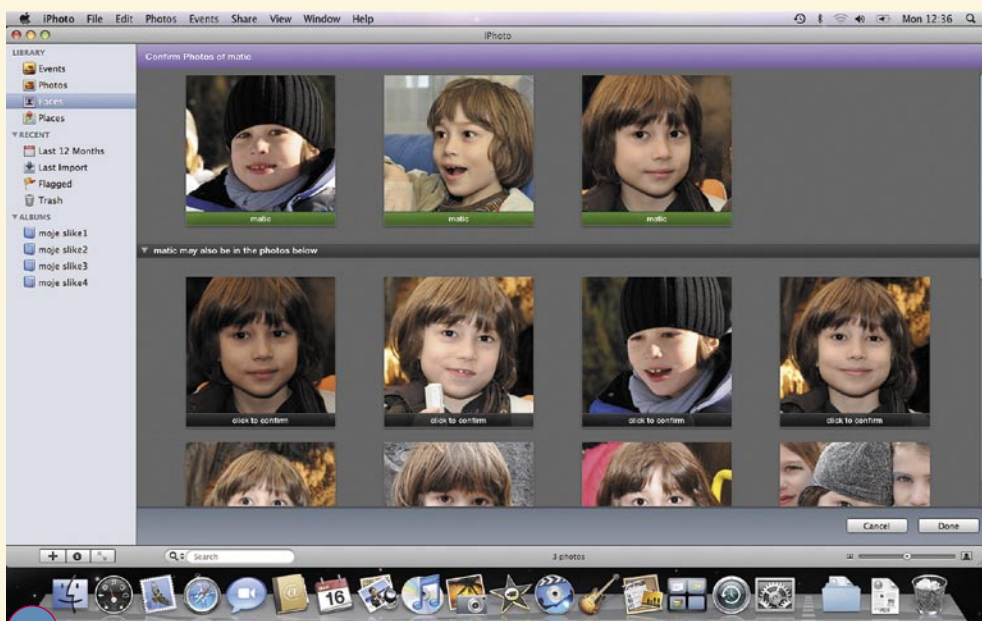 iPhoto File Edit Photos Events Share View Window Help Mon 12:36
iPhoto
LIBRARY
Events
Photos
Faces
Places
RECENT
Last 12 Months
Last Import
Flagged
Trash
ALBUMS
moje slike1
moje slike2
moje slike3
moje slike4
Confirm Photos of matic
matic matic matic
matic may also be in the photos below
click to confirm click to confirm click to confirm click to confirm
Cancel Done
Search 3 photos
16